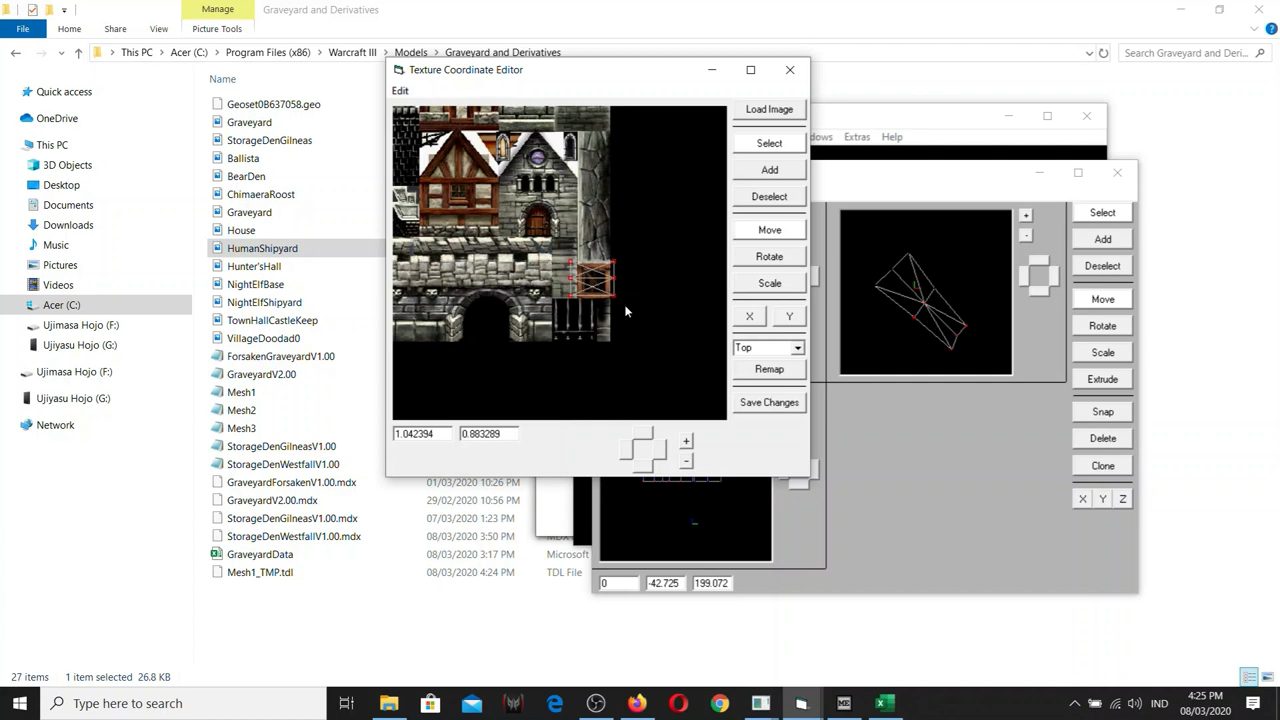 Manage
Graveyard and Derivatives
File
Home
Share
View
Picture Tools
This PC
Acer (C:)
Program Files (x86)
Warcraft III
Models
Graveyard and Derivatives
Search Graveyard and Deri...
Name
Quick access
OneDrive
This PC
3D Objects
Desktop
Documents
Downloads
Music
Pictures
Videos
Acer (C:)
Ujimasa Hojo (F:)
Ujiyasu Hojo (G:)
Ujimasa Hojo (F:)
Ujiyasu Hojo (G:)
Network
Geoset0B637058.geo
Graveyard
StorageDenGilneas
Ballista
BearDen
ChimaeraRoost
Graveyard
House
HumanShipyard
Hunter'sHall
NightElfBase
NightElfShipyard
TownHallCastleKeep
VillageDoodad0
ForsakenGraveyardV1.00
GraveyardV2.00
Mesh1
Mesh2
Mesh3
StorageDenGilneasV1.00
StorageDenWestfallV1.00
GraveyardForsakenV1.00.mdx 01/03/2020 10:26 PM
GraveyardV2.00.mdx 29/02/2020 10:56 PM
StorageDenGilneasV1.00.mdx 07/03/2020 1:23 PM
StorageDenWestfallV1.00.mdx 08/03/2020 3:50 PM MDX
GraveyardData 08/03/2020 3:17 PM Microsoft
Mesh1_TMP.tdl 08/03/2020 4:24 PM TDL File
27 items 1 item selected 26.8 KB
Texture Coordinate Editor
Edit
Load Image
Select
Add
Deselect
Move
Rotate
Scale
X Y
Top
Remap
Save Changes
1.042394 0.883289
+
-
dows Extras Help
+
-
Select
Add
Deselect
Move
Rotate
Scale
Extrude
Snap
Delete
Clone
X Y Z
0 -42.725 199.072
Type here to search
IND
4:25 PM
08/03/2020